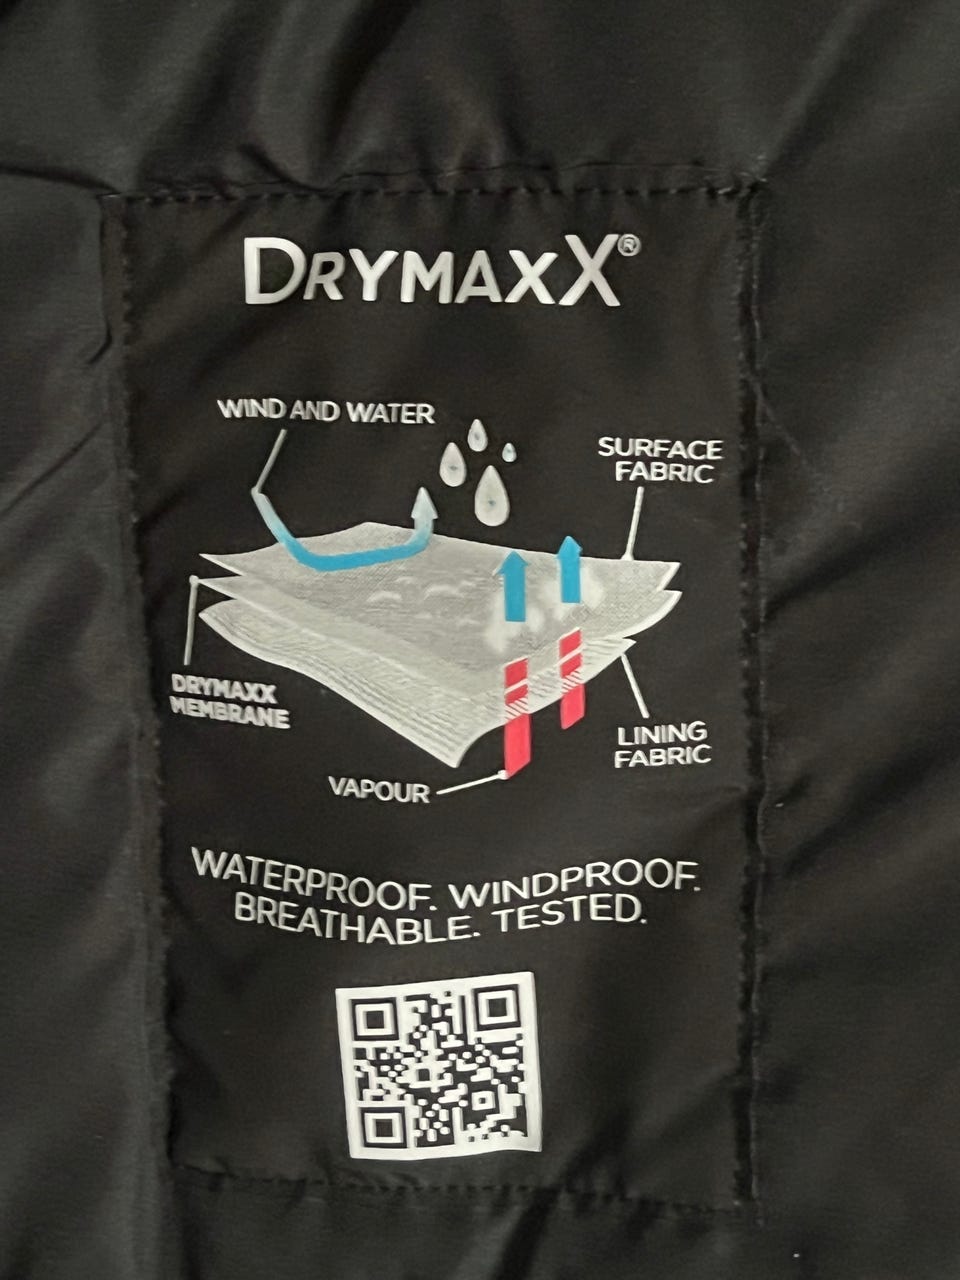 DRYMAXX®
WIND AND WATER
SURFACE
FABRIC
DRYMAXX
MEMBRANE
LINING
FABRIC
VAPOUR
WATERPROOF. WINDPROOF.
BREATHABLE. TESTED.